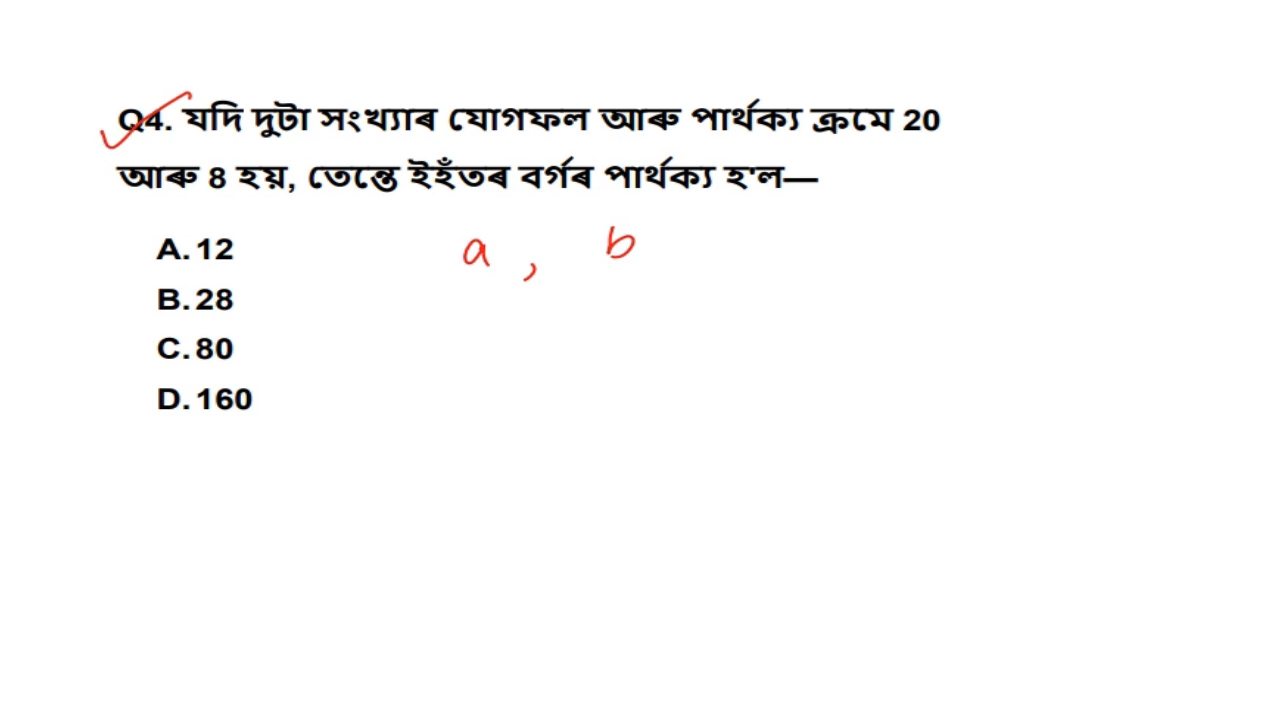 Q4. যদি দুটা সংখ্যাৰ যোগফল আৰু পাৰ্থক্য ক্ৰমে 20
আৰু 8 হয়, তেন্তে ইহঁতৰ বৰ্গৰ পাৰ্থক্য হ'ল—
A. 12
a , b
B. 28
C. 80
D. 160